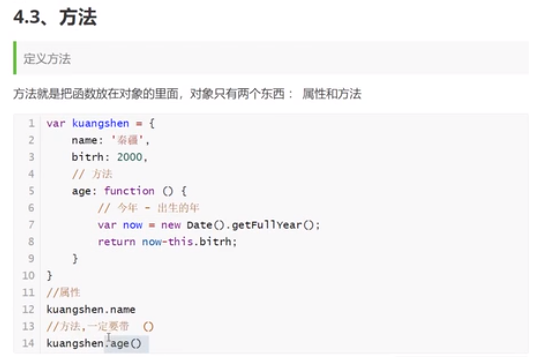 4.3、方法
定义方法
方法就是把函数放在对象的里面，对象只有两个东西： 属性和方法
1 var kuangshen = {
2     name: '秦疆',
3     bitrh: 2000,
4     // 方法
5     age: function () {
6         // 今年 - 出生的年
7         var now = new Date().getFullYear();
8         return now-this.bitrh;
9     }
10 }
11 //属性
12 kuangshen.name
13 //方法,一定要带 ()
14 kuangshen.age()